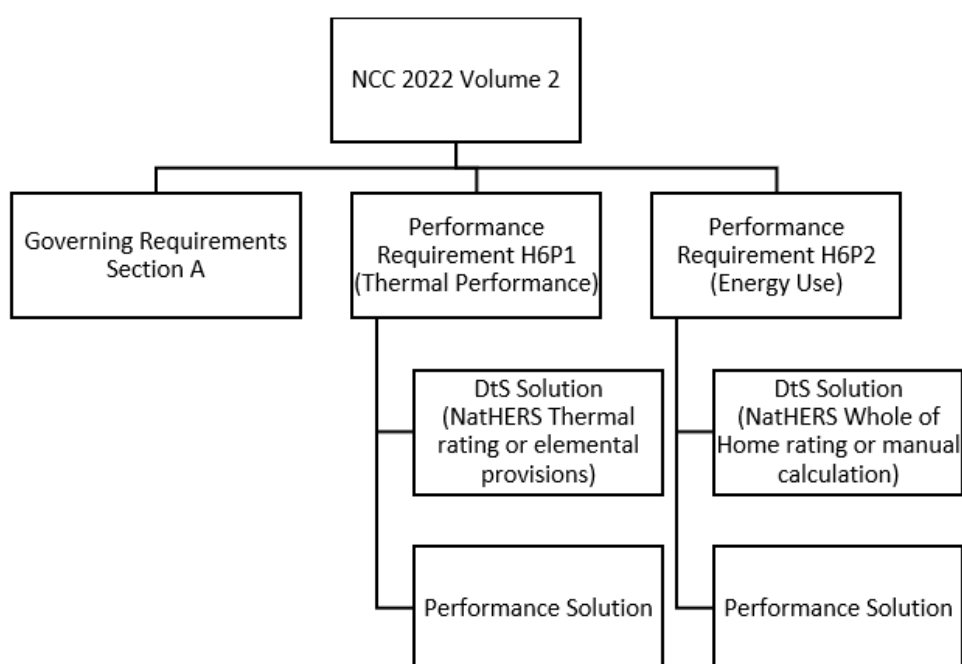 NCC 2022 Volume 2
Governing Requirements
Section A
Performance
Requirement H6P1
(Thermal Performance)
Performance
Requirement H6P2
(Energy Use)
DtS Solution
(NatHERS Thermal
rating or elemental
provisions)
DtS Solution
(NatHERS Whole of
Home rating or manual
calculation)
Performance Solution
Performance Solution